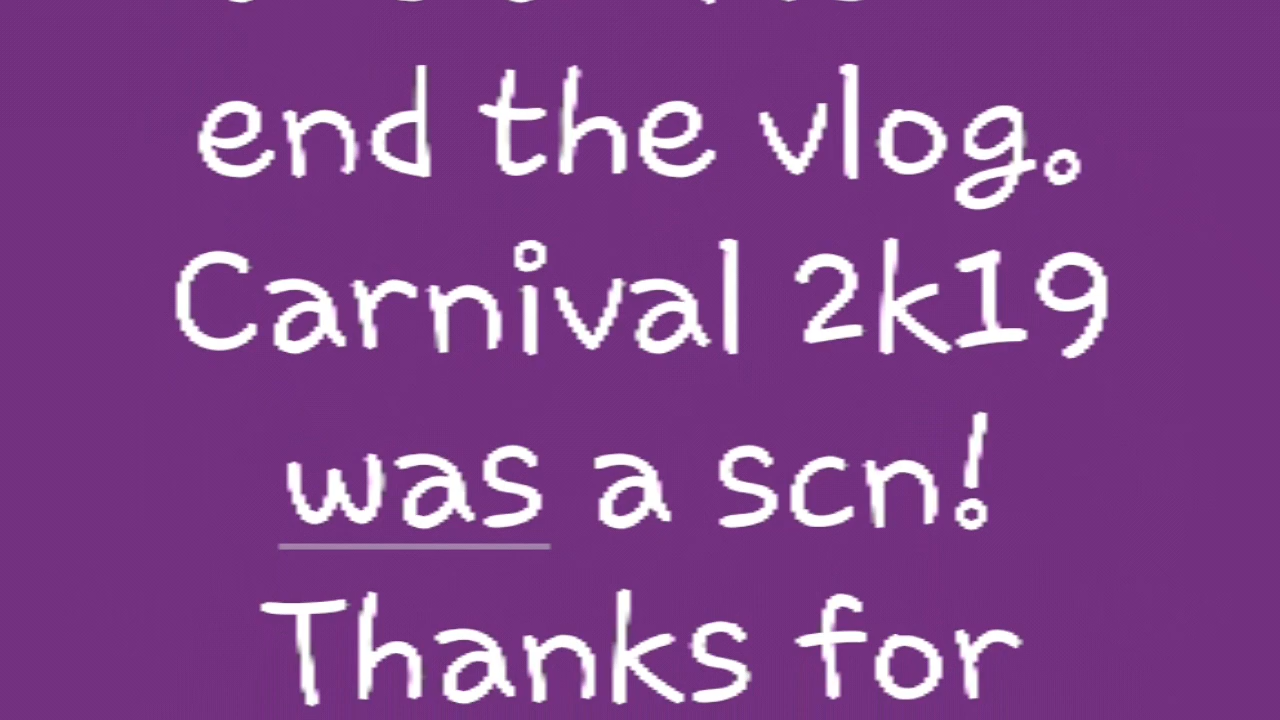 end the vlog.
Carnival 2k19
was a scn!
Thanks for